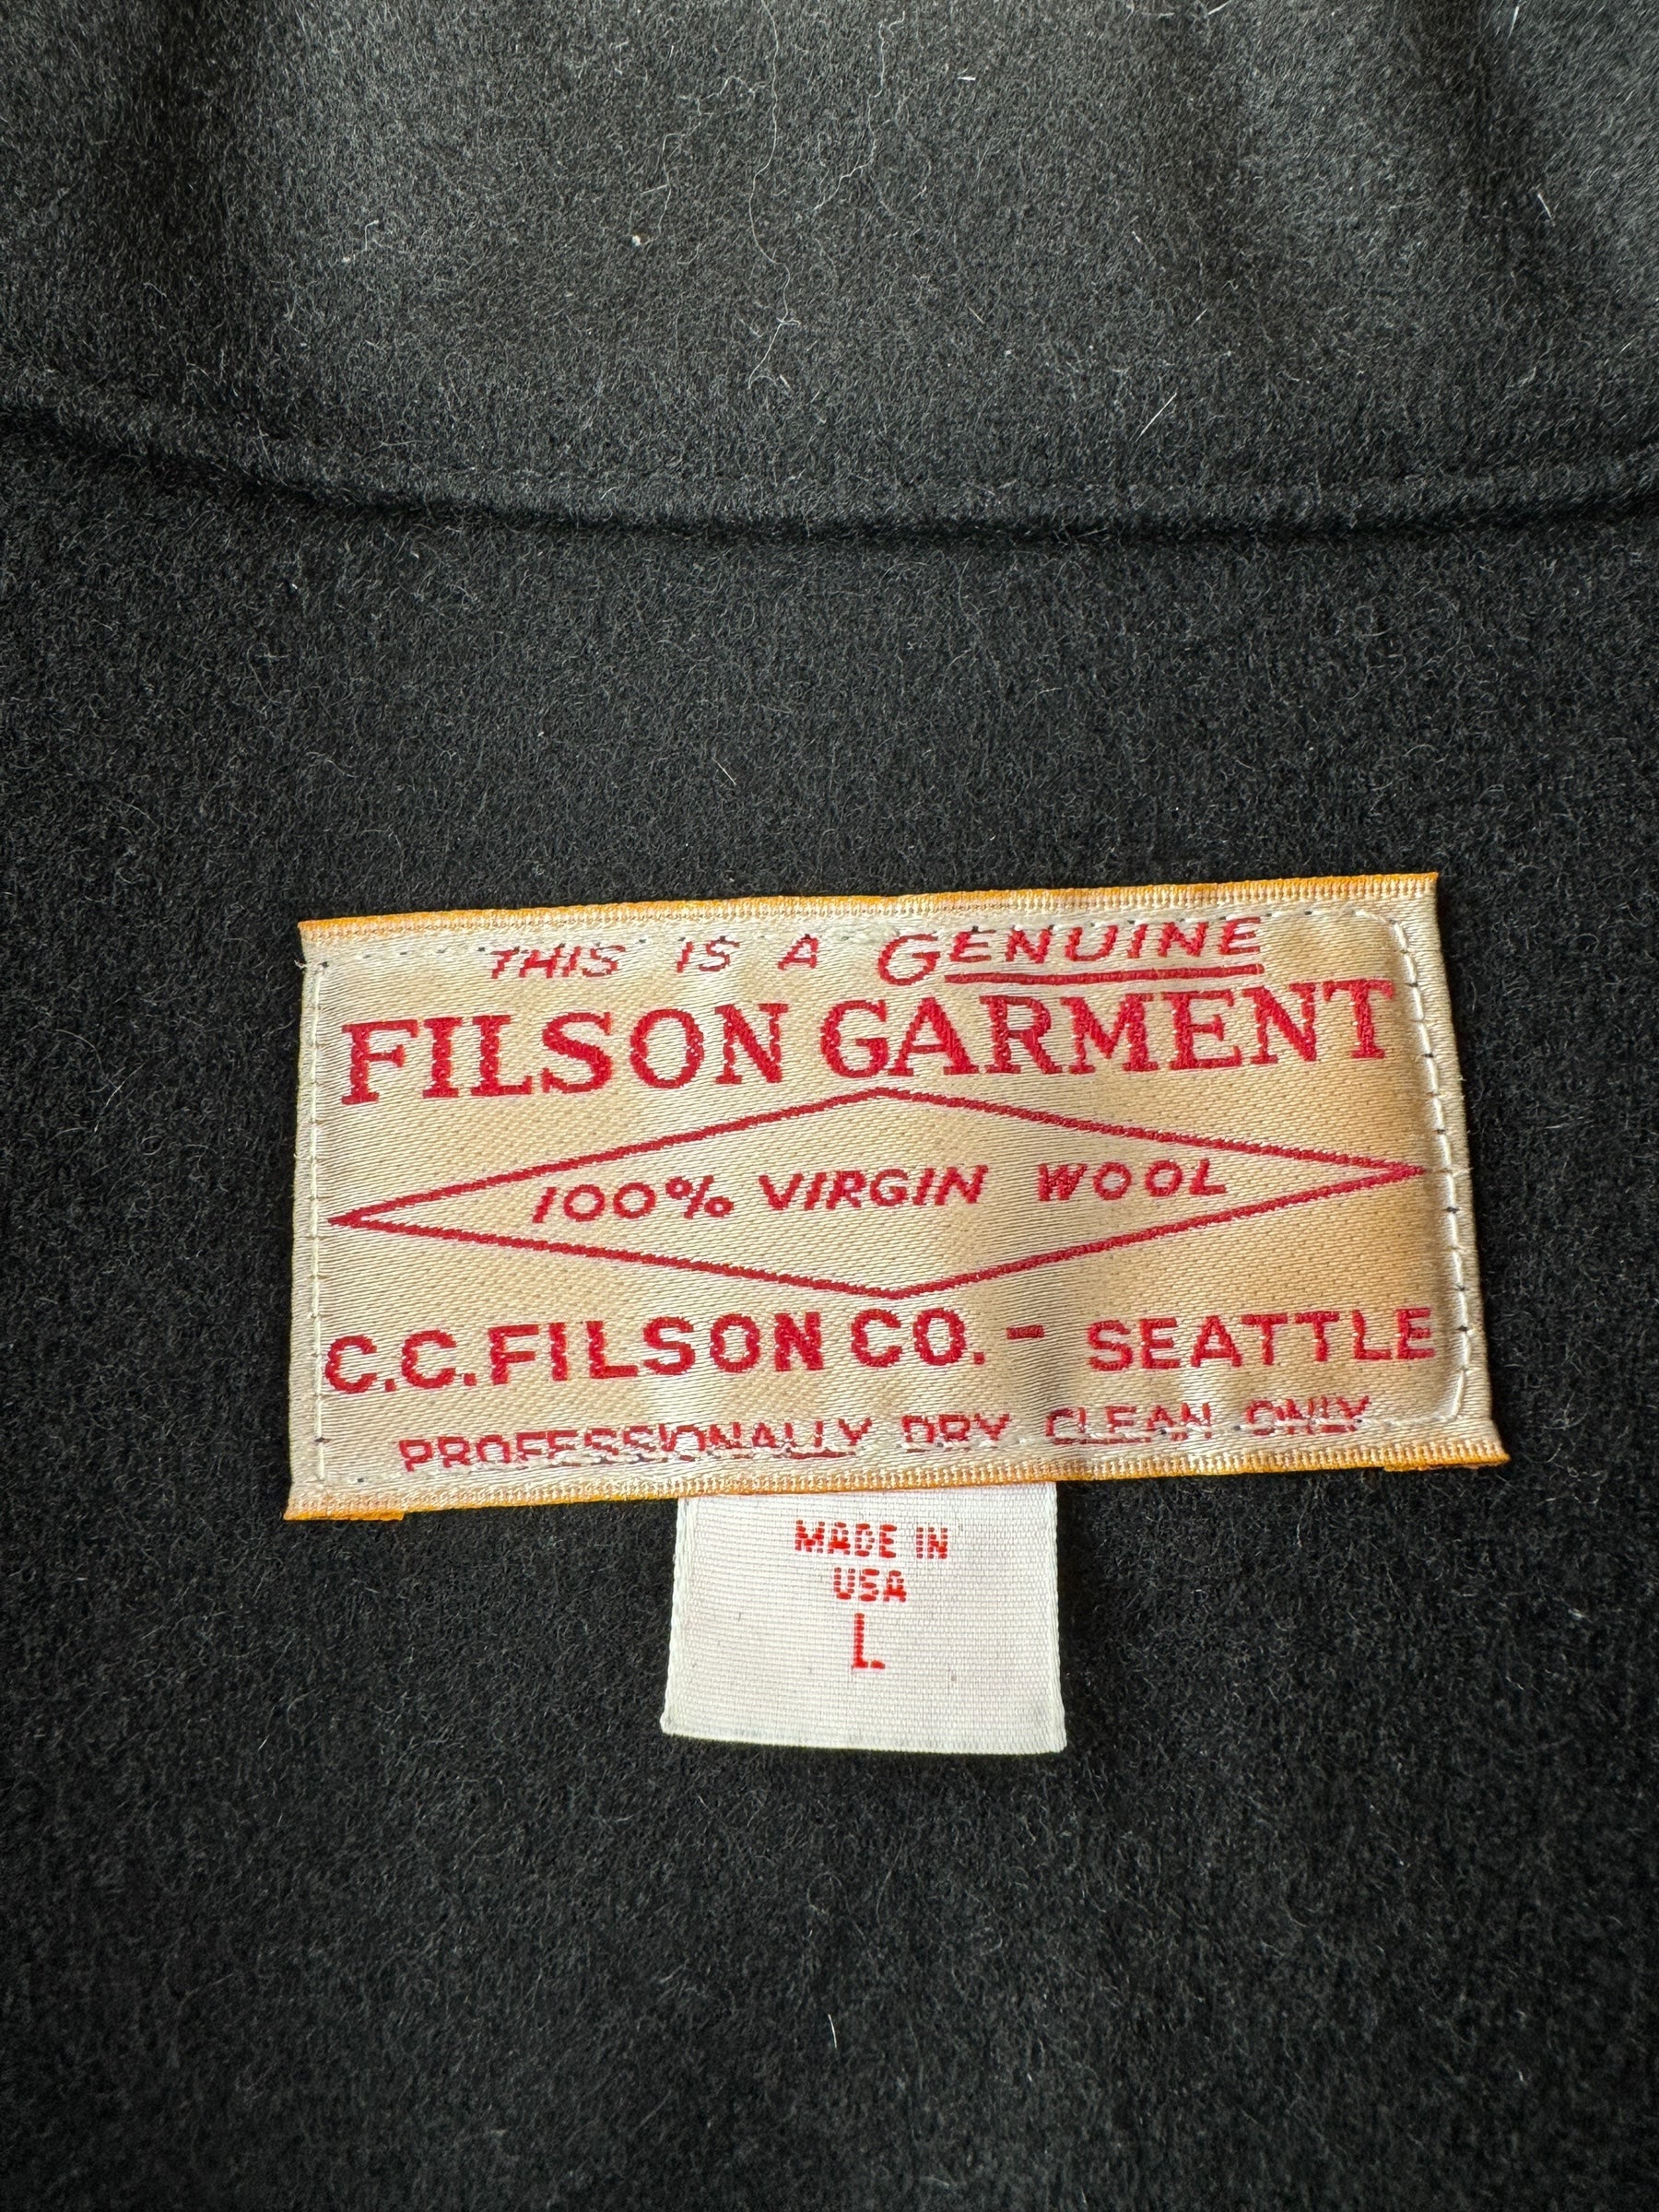 THIS IS A GENUINE
FILSON GARMENT
100% VIRGIN WOOL
C.C. FILSON CO. - SEATTLE
PROFESSIONALLY DRY CLEAN ONLY
MADE IN
USA
L